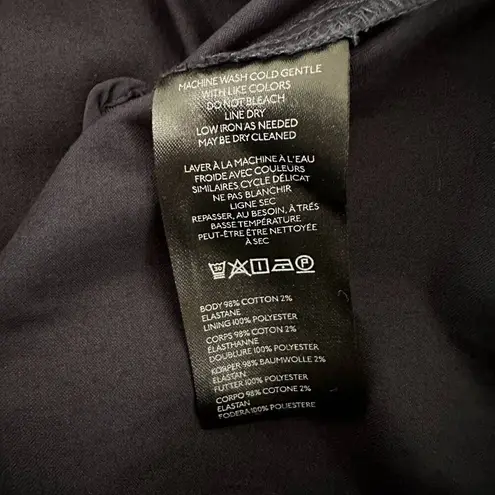 MACHINE WASH COLD GENTLE
WITH LIKE COLORS
DO NOT BLEACH
LINE DRY
LOW IRON AS NEEDED
MAY BE DRY CLEANED
LAVER À LA MACHINE À L'EAU
FROIDE AVEC COULEURS
SIMILAIRES CYCLE DÉLICAT
NE PAS BLANCHIR
LIGNE SEC
REPASSER, AU BESOIN, À TRÉS
BASSE TEMPÉRATURE
PEUT-ÊTRE ÊTRE NETTOYÉE
À SEC
30 P
BODY 98% COTTON 2%
ELASTANE
LINING 100% POLYESTER
CORPS 98% COTON 2%
ÉLASTHANNE
DOUBLURE 100% POLYESTER
KÖRPER 98% BAUMWOLLE 2%
ELASTAN
FUTTER 100% POLYESTER
CORPO 98% COTONE 2%
ELASTAN
FODERA 100% POLIESTERE